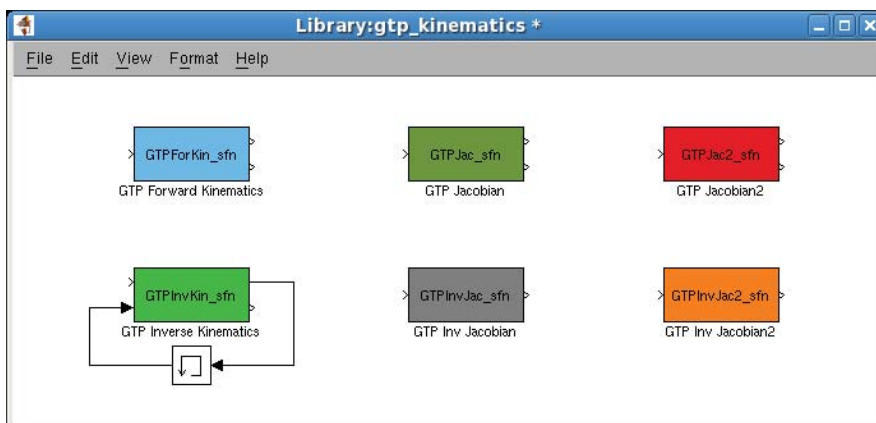 Library:gtp_kinematics *
File Edit View Format Help
GTPForKin_sfn
GTP Forward Kinematics
GTPJac_sfn
GTP Jacobian
GTPJac2_sfn
GTP Jacobian2
GTPInvKin_sfn
GTP Inverse Kinematics
GTPInvJac_sfn
GTP Inv Jacobian
GTPInvJac2_sfn
GTP Inv Jacobian2